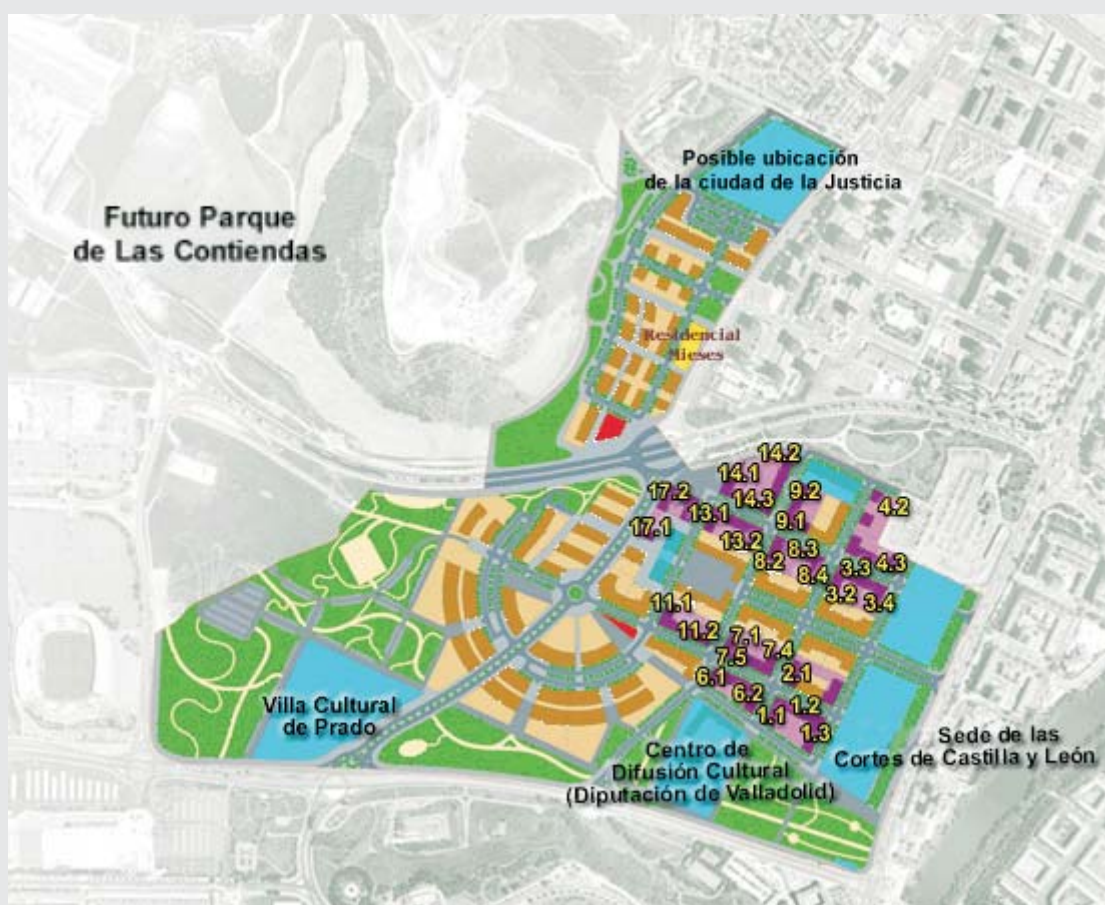 Posible ubicación
de la ciudad de la Justicia
Futuro Parque
de Las Contiendas
Residencial
Mieses
14.2
14.1
17.2
14.3
9.2
4.2
13.1
9.1
17.1
13.2
8.3
8.2
4.3
3.3
8.4
3.2
3.4
11.1
11.2
7.1
7.4
7.5
2.1
6.1
6.2
1.2
1.1
1.3
Villa Cultural
de Prado
Sede de las
Cortes de Castilla y León
Centro de
Difusión Cultural
(Diputación de Valladolid)